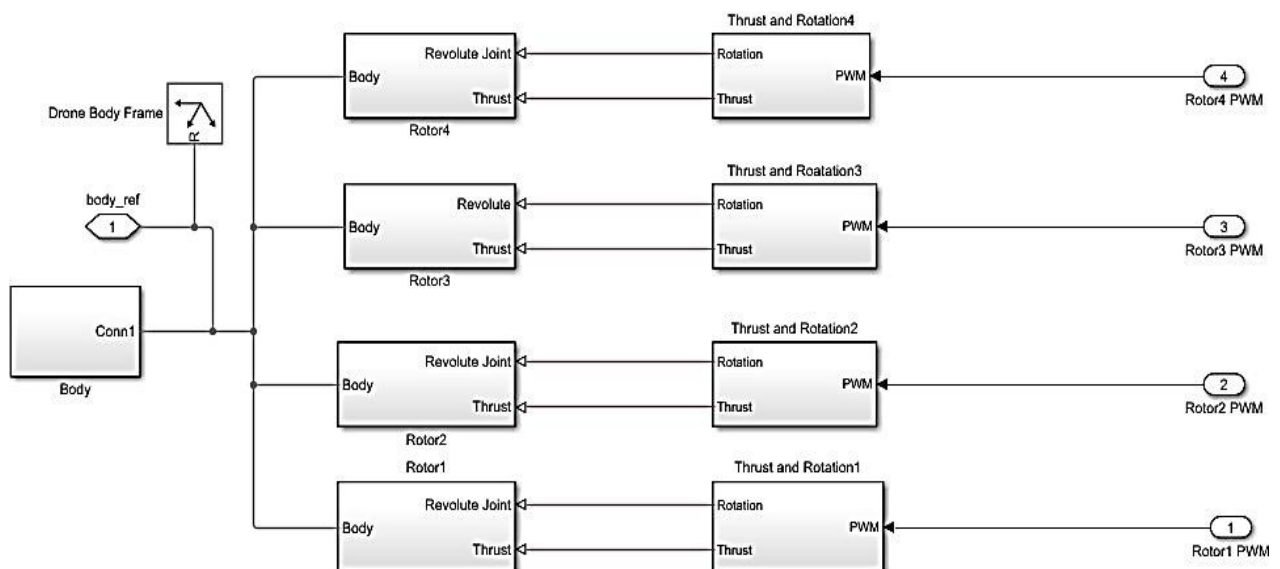 Thrust and Rotation4
Revolute Joint
Rotation
Body
PWM
4
Thrust
Thrust
Rotor4 PWM
Rotor4
Drone Body Frame
R
Thrust and Roatation3
body_ref
Revolute
Rotation
1
Body
PWM
3
Thrust
Thrust
Rotor3 PWM
Rotor3
Conn1
Body
Thrust and Rotation2
Revolute Joint
Rotation
Body
PWM
2
Thrust
Thrust
Rotor2 PWM
Rotor2
Rotor1
Thrust and Rotation1
Revolute Joint
Rotation
Body
PWM
1
Thrust
Thrust
Rotor1 PWM